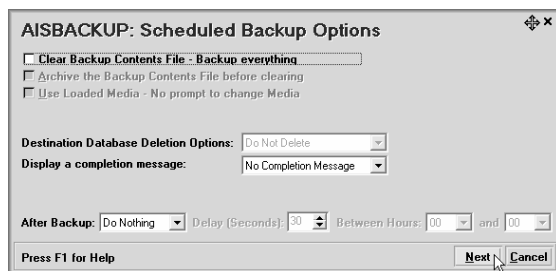 AISBACKUP: Scheduled Backup Options
Clear Backup Contents File - Backup everything
Archive the Backup Contents File before clearing
Use Loaded Media - No prompt to change Media
Destination Database Deletion Options: Do Not Delete
Display a completion message: No Completion Message
After Backup: Do Nothing Delay (Seconds): 30 Between Hours: 00 and 00
Press F1 for Help Next Cancel